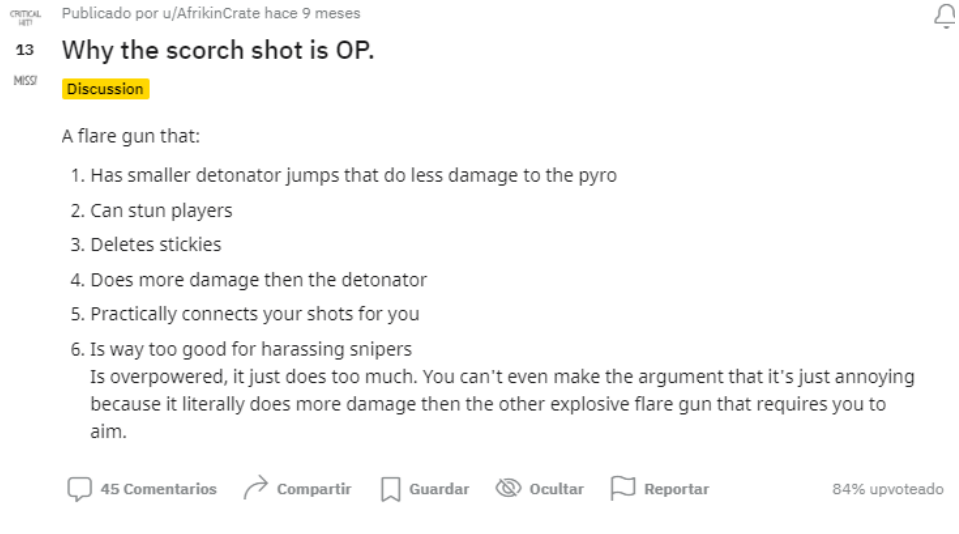 CRITICAL HIT!
Publicado por u/AfrikinCrate hace 9 meses
13
Why the scorch shot is OP.
MISS!
Discussion
A flare gun that:
1. Has smaller detonator jumps that do less damage to the pyro
2. Can stun players
3. Deletes stickies
4. Does more damage then the detonator
5. Practically connects your shots for you
6. Is way too good for harassing snipers
Is overpowered, it just does too much. You can't even make the argument that it's just annoying
because it literally does more damage then the other explosive flare gun that requires you to
aim.
45 Comentarios Compartir Guardar Ocultar Reportar 84% upvoteado